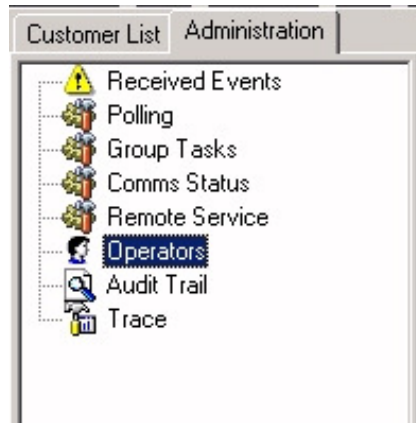 Customer List Administration
Received Events
Polling
Group Tasks
Comms Status
Remote Service
Operators
Audit Trail
Trace